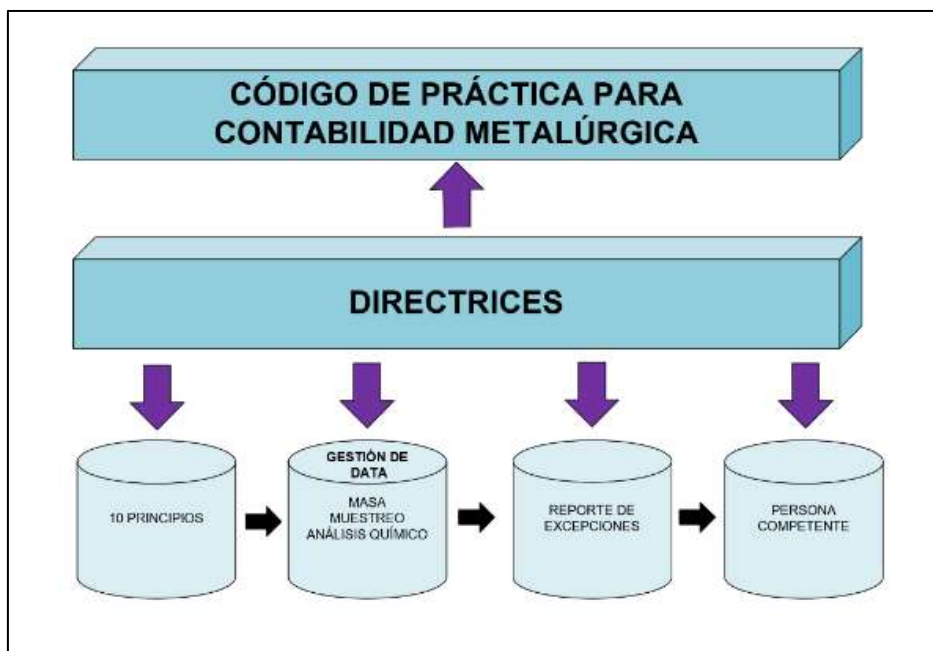 CÓDIGO DE PRÁCTICA PARA
CONTABILIDAD METALÚRGICA
DIRECTRICES
10 PRINCIPIOS
GESTIÓN DE
DATA
MASA
MUESTREO
ANÁLISIS QUÍMICO
REPORTE DE
EXCEPCIONES
PERSONA
COMPETENTE